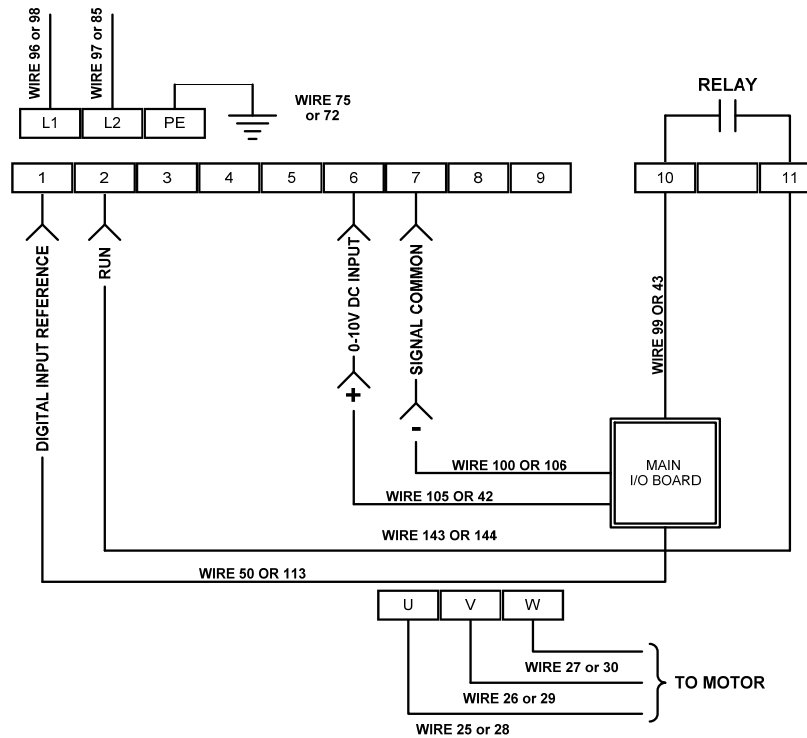 WIRE 96 or 98
WIRE 97 or 85
L1
L2
PE
WIRE 75
or 72
RELAY
1
2
3
4
5
6
7
8
9
10
11
DIGITAL INPUT REFERENCE
RUN
0-10V DC INPUT
+
SIGNAL COMMON
-
WIRE 99 OR 43
MAIN
I/O BOARD
WIRE 100 OR 106
WIRE 105 OR 42
WIRE 143 OR 144
WIRE 50 OR 113
U
V
W
WIRE 27 or 30
WIRE 26 or 29
WIRE 25 or 28
TO MOTOR